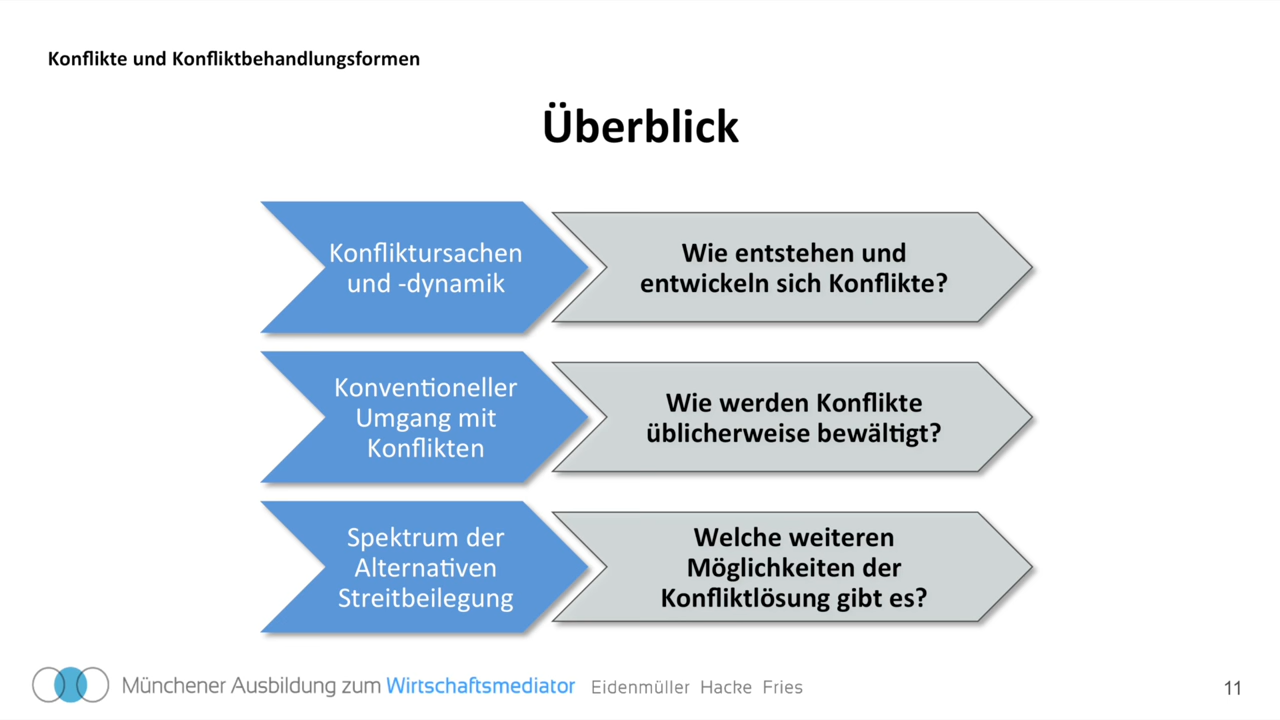 Konflikte und Konfliktbehandlungsformen
Überblick
Konfliktursachen
und -dynamik
Wie entstehen und
entwickeln sich Konflikte?
Konventioneller
Umgang mit
Konflikten
Wie werden Konflikte
üblicherweise bewältigt?
Spektrum der
Alternativen
Streitbeilegung
Welche weiteren
Möglichkeiten der
Konfliktlösung gibt es?
Münchener Ausbildung zum Wirtschaftsmediator Eidenmüller Hacke Fries
11